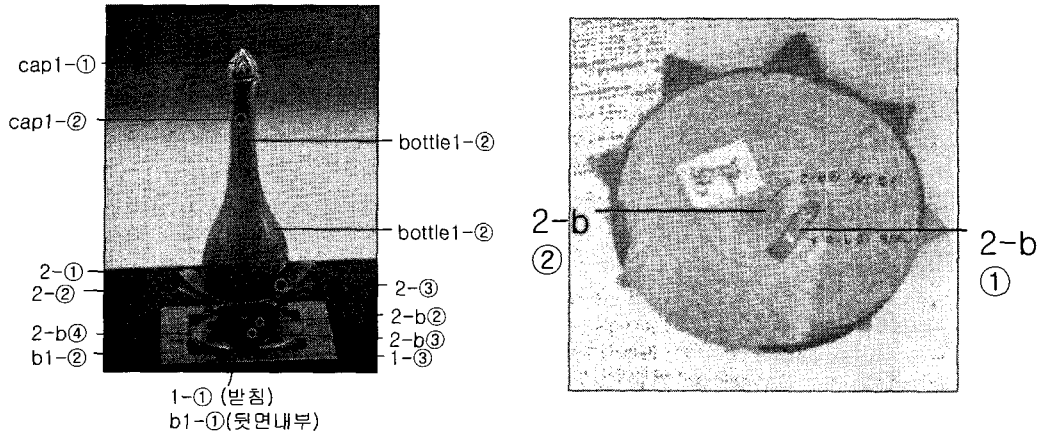 cap1-①
cap1-②
bottle1-②
bottle1-②
2-①
2-②
2-③
2-b②
2-b④
2-b③
b1-②
1-③
1-① (받침)
b1-①(뒷면내부)
2-b
②
2-b
①